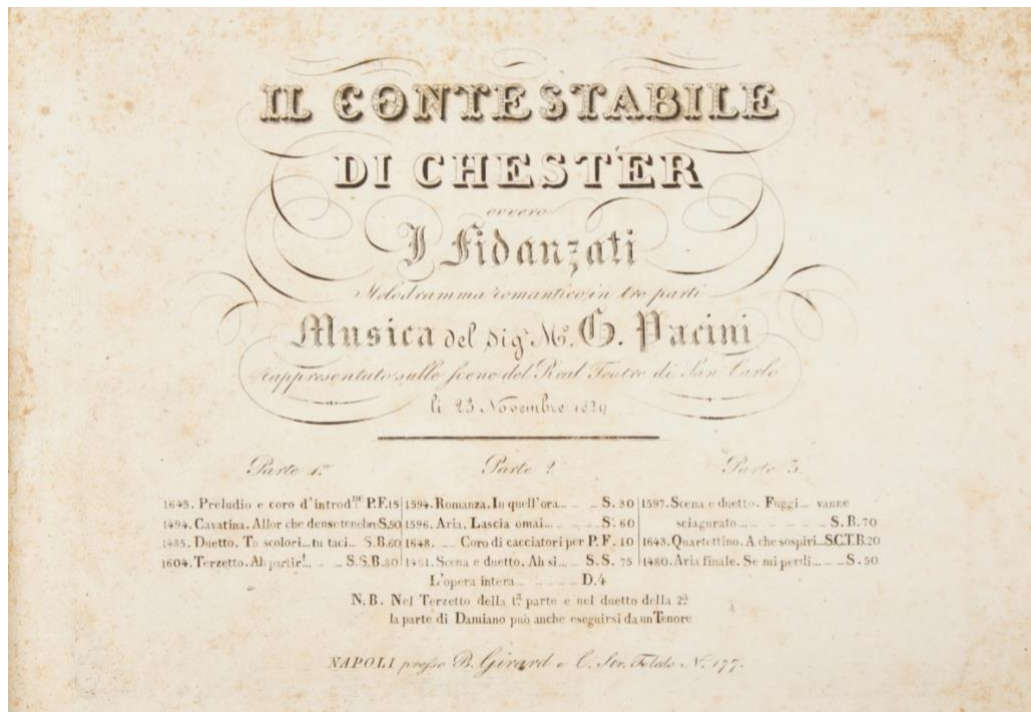 IL CONTESTABILE
DI CHESTER
ovvero
I Fidanzati
Melodramma romantico in tre parti
Musica del Sigr. Mo. G. Pacini
rappresentato sulle Scene del Real Teatro di San Carlo
li 23 Novembre 1829
Parte 1.a
1645. Preludio e coro d'introd.ne P.F. 15
1494. Cavatina. Allor che dense tenebre S. 50
1485. Duetto. Tu scolori... tu taci... S.B. 60
1604. Terzetto. Ah partir! S.S.B. 80
Parte 2.
1594. Romanza. In quell'ora... S. 30
1596. Aria. Lascia omai... S. 60
1648. Coro di cacciatori per P.F. 10
1481. Scena e duetto. Ah si... S.S. 75
Parte 3.
1597. Scena e duetto. Fuggi... vanne
sciagurato S.B. 70
1643. Quartettino. A che sospiri... S.C.T.B. 20
1480. Aria finale. Se mi perdi... S. 50
L'opera intera D. 4
N.B. Nel Terzetto della 1.a parte e nel duetto della 2.a
la parte di Damiano può anche eseguirsi da un Tenore
NAPOLI presso B. Girard e C. Str. Toledo N.o 177.